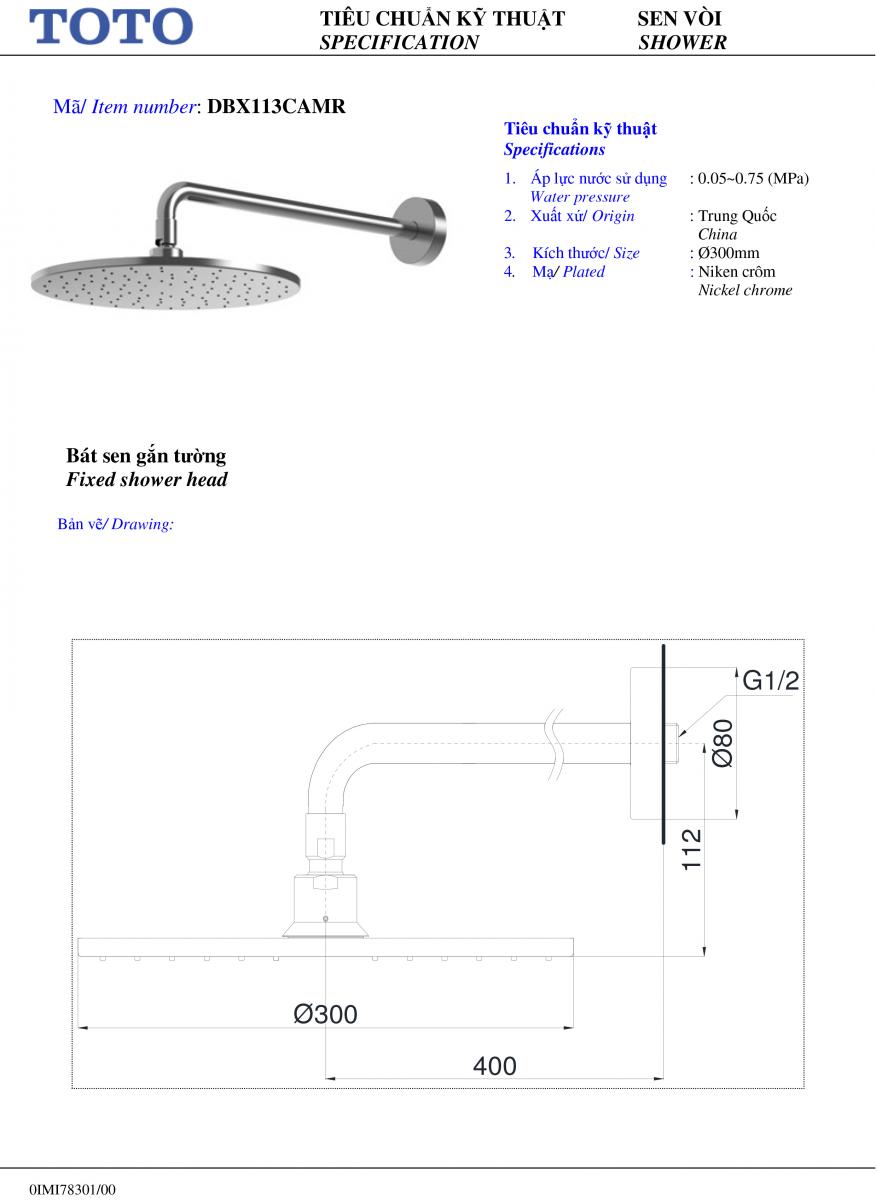 TOTO
TIÊU CHUẨN KỸ THUẬT SEN VÒI
SPECIFICATION SHOWER
Mã/ Item number: DBX113CAMR
Tiêu chuẩn kỹ thuật
Specifications
1. Áp lực nước sử dụng : 0.05~0.75 (MPa)
Water pressure
2. Xuất xứ/ Origin : Trung Quốc
China
3. Kích thước/ Size : Ø300mm
4. Mạ/ Plated : Niken crôm
Nickel chrome
Bát sen gắn tường
Fixed shower head
Bản vẽ/ Drawing:
G1/2
Ø80
112
Ø300
400
0IMI78301/00